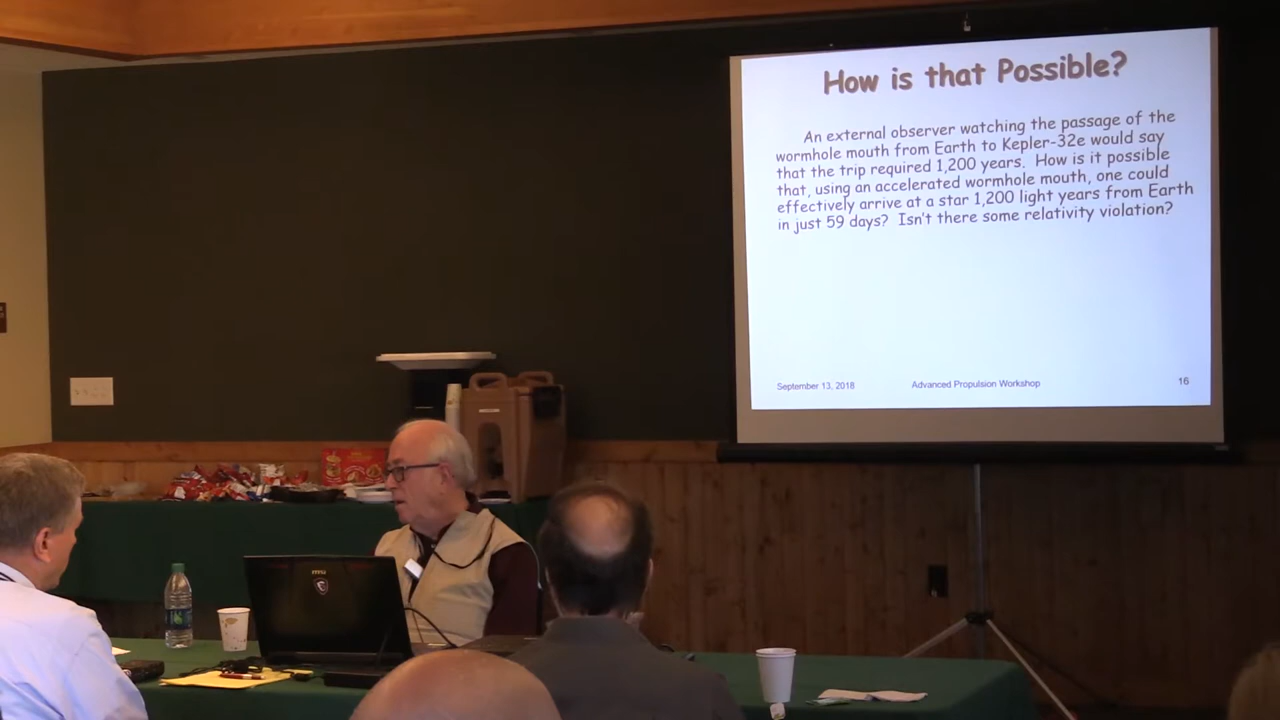 How is that Possible?
An external observer watching the passage of the
wormhole mouth from Earth to Kepler-32e would say
that the trip required 1,200 years. How is it possible
that, using an accelerated wormhole mouth, one could
effectively arrive at a star 1,200 light years from Earth
in just 59 days? Isn't there some relativity violation?
September 13, 2018 Advanced Propulsion Workshop 16
msi